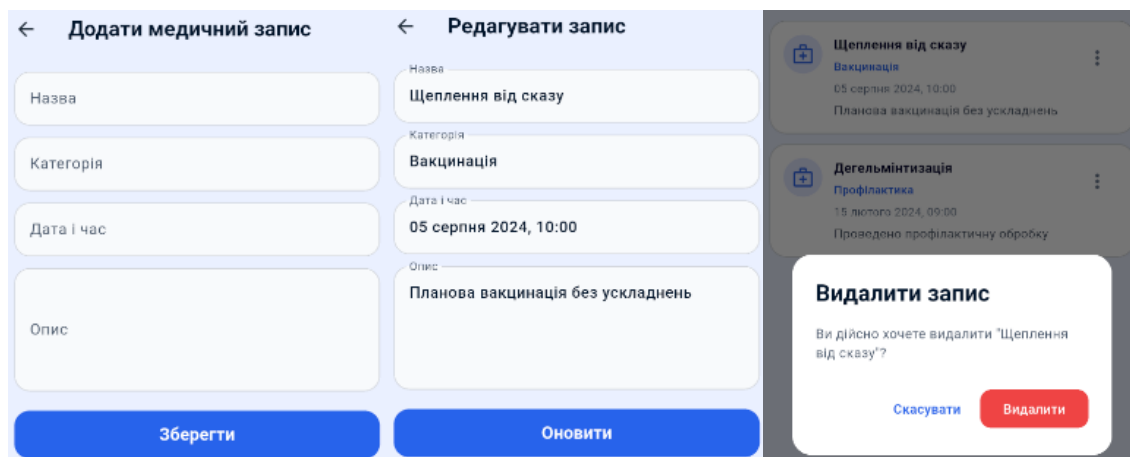 Додати медичний запис
Назва
Категорія
Дата і час
Опис
Зберегти
Редагувати запис
Назва
Щеплення від сказу
Категорія
Вакцинація
Дата і час
05 серпня 2024, 10:00
Опис
Планова вакцинація без ускладнень
Оновити
Щеплення від сказу
Вакцинація
05 серпня 2024, 10:00
Планова вакцинація без ускладнень
Дегельмінтизація
Профілактика
15 лютого 2024, 09:00
Проведено профілактичну обробку
Видалити запис
Ви дійсно хочете видалити "Щеплення
від сказу"?
Скасувати
Видалити